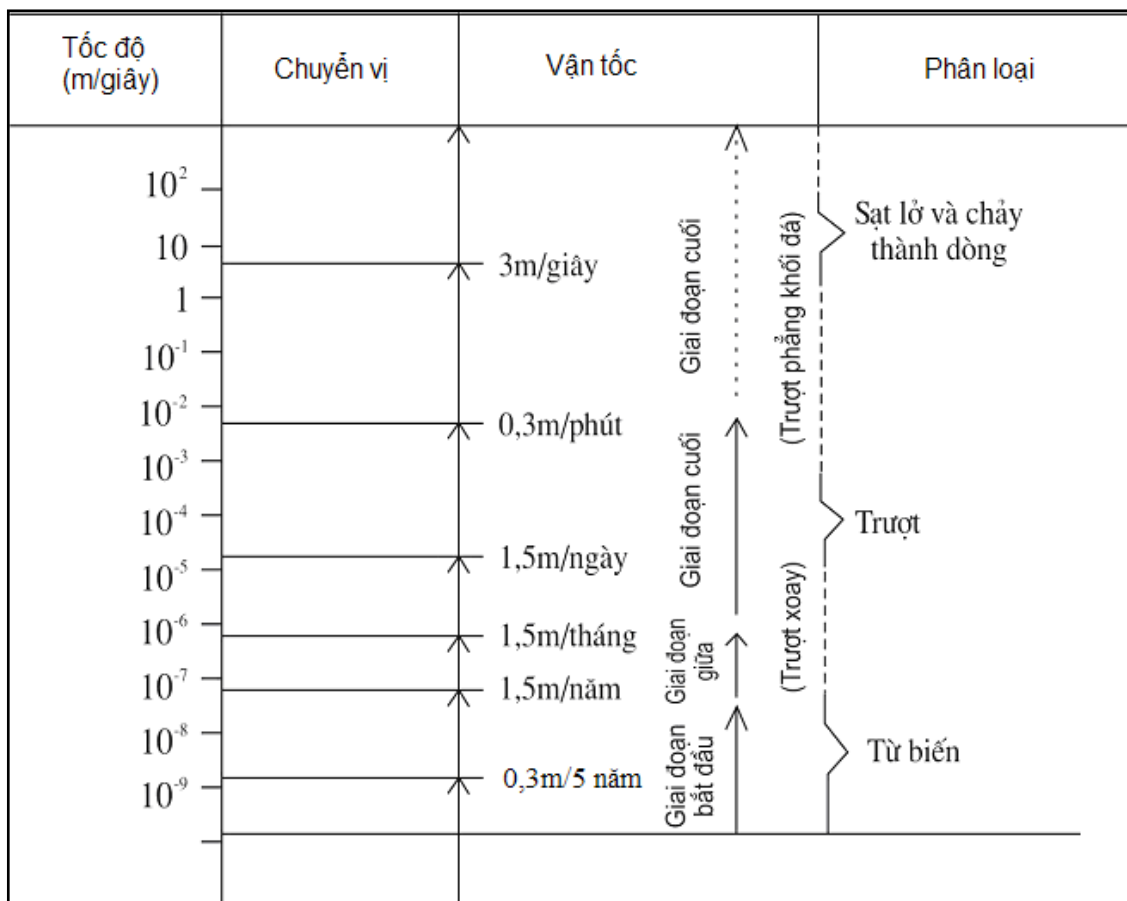 Tốc độ
(m/giây)
Chuyển vị
Vận tốc
Phân loại
10²
10
1
10⁻¹
10⁻²
10⁻³
10⁻⁴
10⁻⁵
10⁻⁶
10⁻⁷
10⁻⁸
10⁻⁹
3m/giây
0,3m/phút
1,5m/ngày
1,5m/tháng
1,5m/năm
0,3m/5 năm
Giai đoạn cuối
Giai đoạn cuối
Giai đoạn
giữa
Giai đoạn
bắt đầu
(Trượt phẳng khối đá)
(Trượt xoay)
Sạt lở và chảy
thành dòng
Trượt
Từ biến